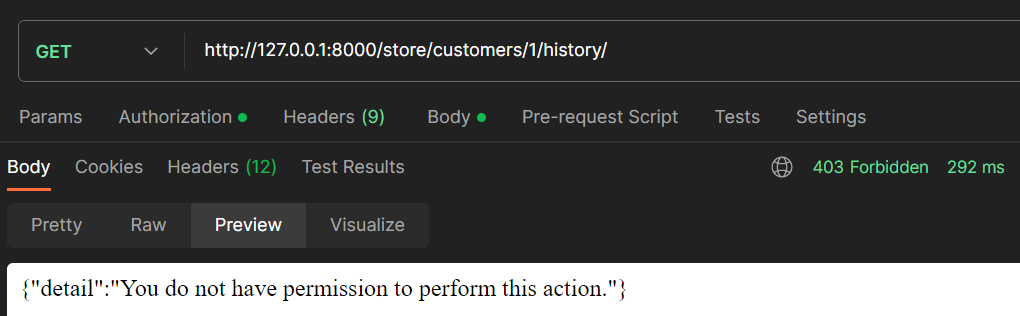 GET http://127.0.0.1:8000/store/customers/1/history/
Params Authorization Headers (9) Body Pre-request Script Tests Settings
Body Cookies Headers (12) Test Results 403 Forbidden 292 ms
Pretty Raw Preview Visualize
{"detail":"You do not have permission to perform this action."}